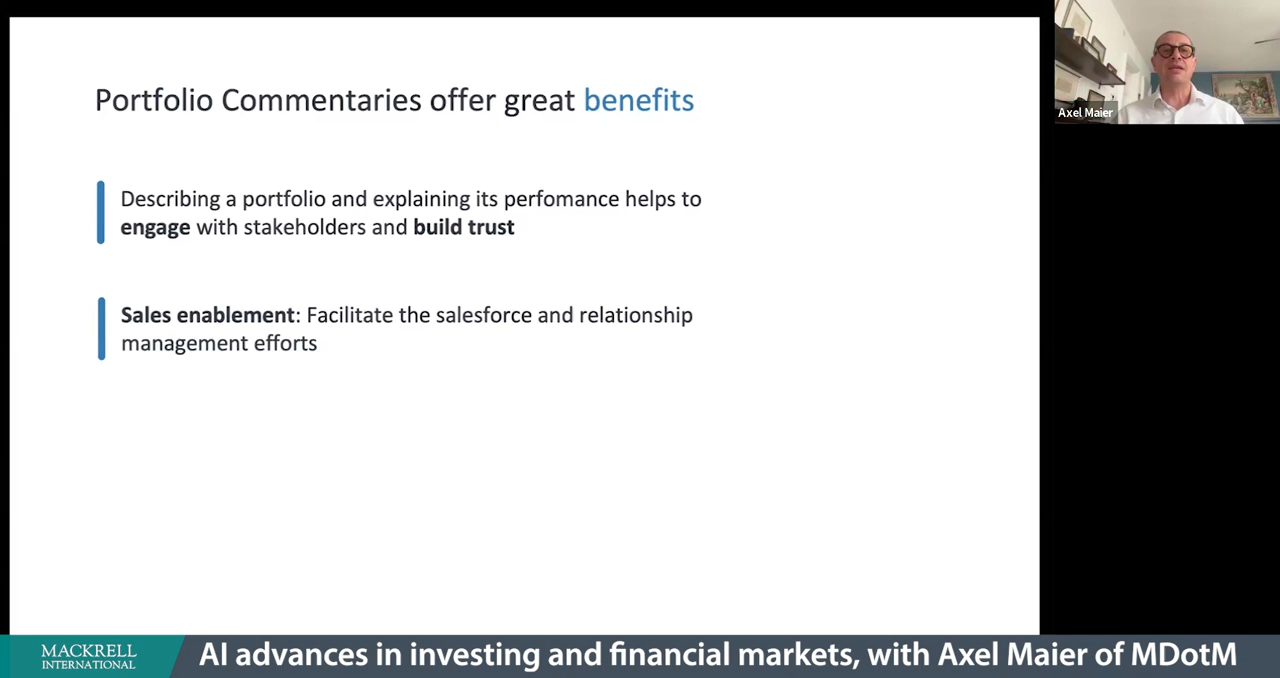 Portfolio Commentaries offer great benefits
Describing a portfolio and explaining its perfomance helps to
engage with stakeholders and build trust
Sales enablement: Facilitate the salesforce and relationship
management efforts
Axel Maier
MACKRELL
INTERNATIONAL
AI advances in investing and financial markets, with Axel Maier of MDotM